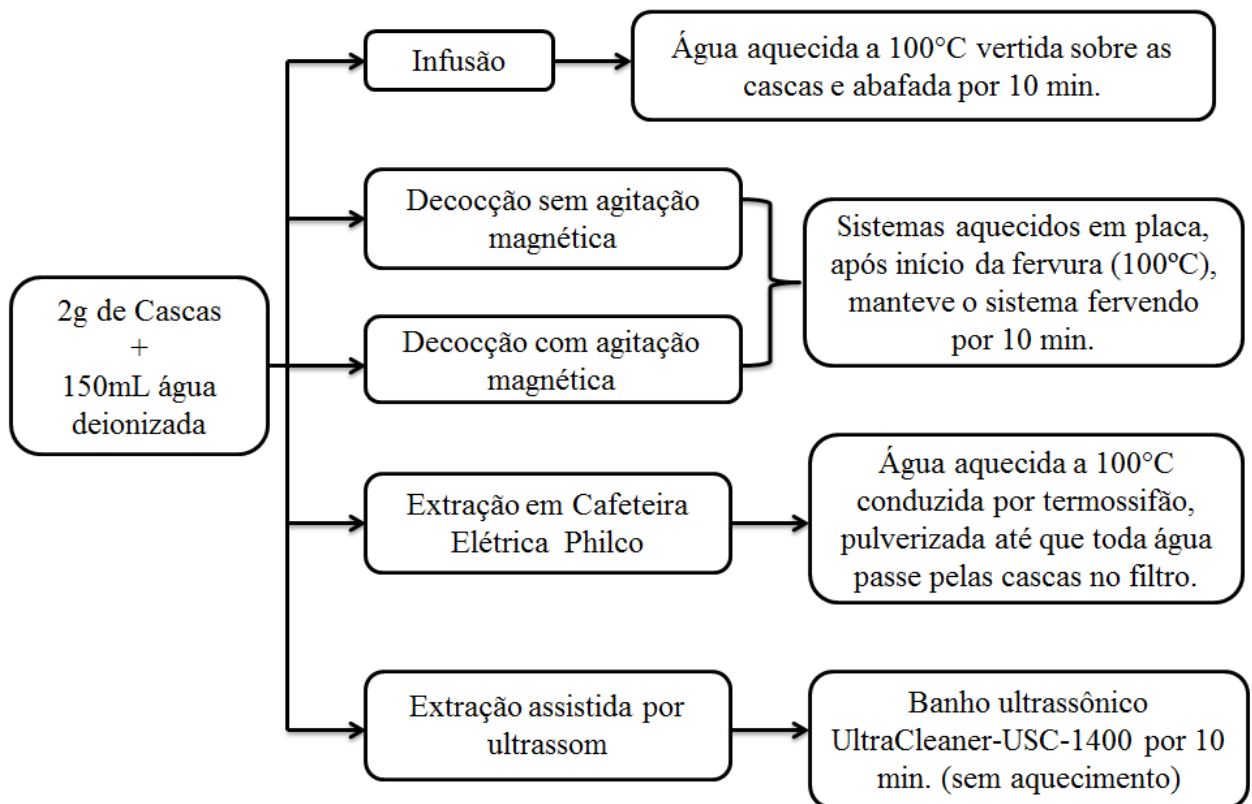 Infusão
Água aquecida a 100°C vertida sobre as
cascas e abafada por 10 min.
Decocção sem agitação
magnética
Decocção com agitação
magnética
Sistemas aquecidos em placa,
após início da fervura (100ºC),
manteve o sistema fervendo
por 10 min.
2g de Cascas
+
150mL água
deionizada
Extração em Cafeteira
Elétrica Philco
Água aquecida a 100°C
conduzida por termossifão,
pulverizada até que toda água
passe pelas cascas no filtro.
Extração assistida por
ultrassom
Banho ultrassônico
UltraCleaner-USC-1400 por 10
min. (sem aquecimento)